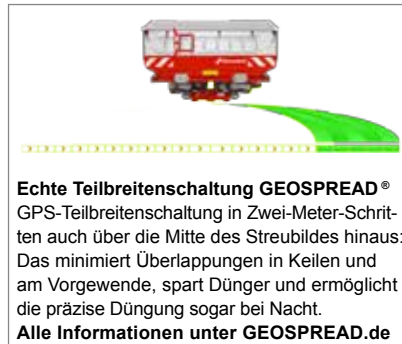 Echte Teilbreitenschaltung GEOSPREAD®
GPS-Teilbreitenschaltung in Zwei-Meter-Schrit-
ten auch über die Mitte des Streubildes hinaus:
Das minimiert Überlappungen in Keilen und
am Vorgewende, spart Dünger und ermöglicht
die präzise Düngung sogar bei Nacht.
Alle Informationen unter GEOSPREAD.de